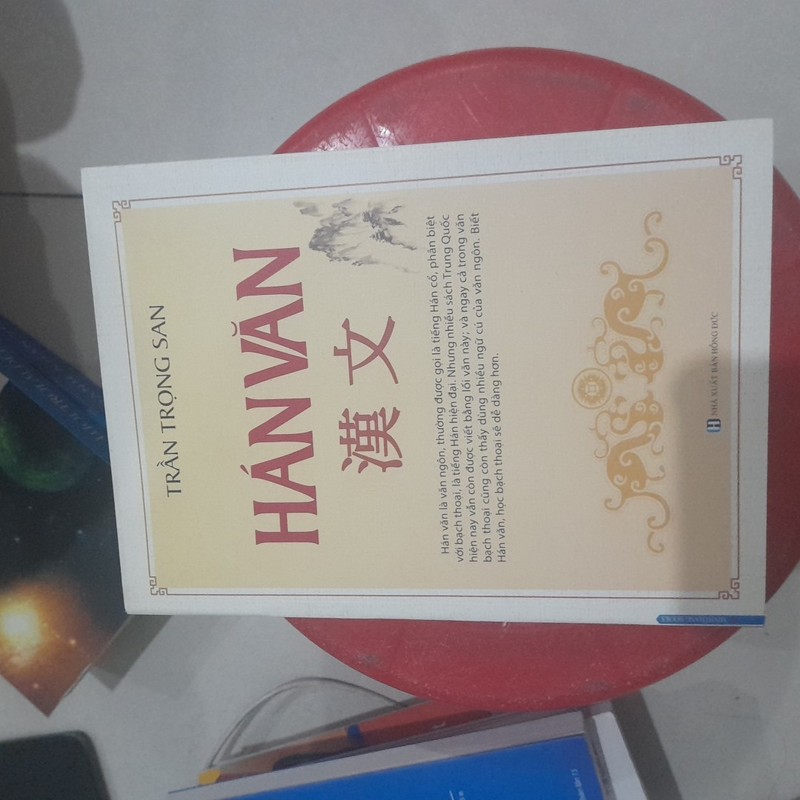 TRẦN TRỌNG SAN
HÁN VĂN
漢文
Hán văn là văn ngôn, thường được gọi là tiếng Hán cổ, phân biệt
với bạch thoại, là tiếng Hán hiện đại. Nhưng nhiều sách Trung Quốc
hiện nay vẫn còn được viết bằng lối văn này; và ngay cả trong văn
bạch thoại cũng còn thấy dùng nhiều ngữ cú của văn ngôn. Biết
Hán văn, học bạch thoại sẽ dễ dàng hơn.
NHÀ XUẤT BẢN HỒNG ĐỨC